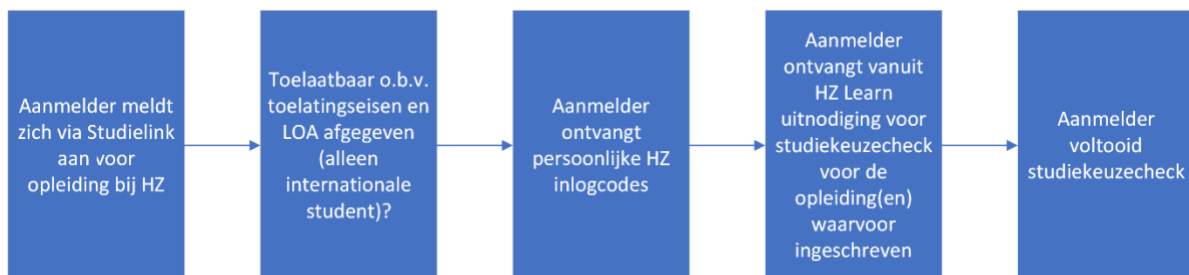 Aanmelder meldt
zich via Studielink
aan voor
opleiding bij HZ
Toelaatbaar o.b.v.
toelatingseisen en
LOA afgegeven
(alleen
internationale
student)?
Aanmelder
ontvangt
persoonlijke HZ
inlogcodes
Aanmelder
ontvangt vanuit
HZ Learn
uitnodiging voor
studiekeuzecheck
voor de
opleiding(en)
waarvoor
ingeschreven
Aanmelder
voltooid
studiekeuzecheck